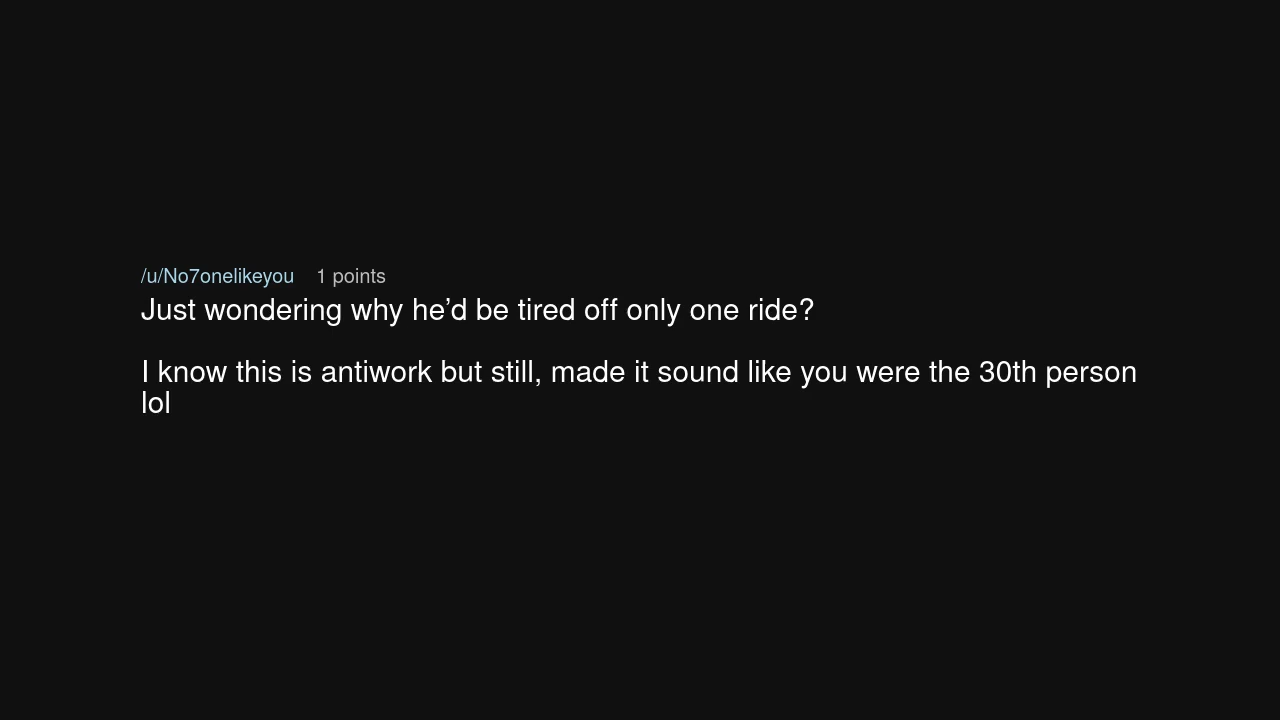 /u/No7onelikeyou 1 points
Just wondering why he’d be tired off only one ride?
I know this is antiwork but still, made it sound like you were the 30th person
lol